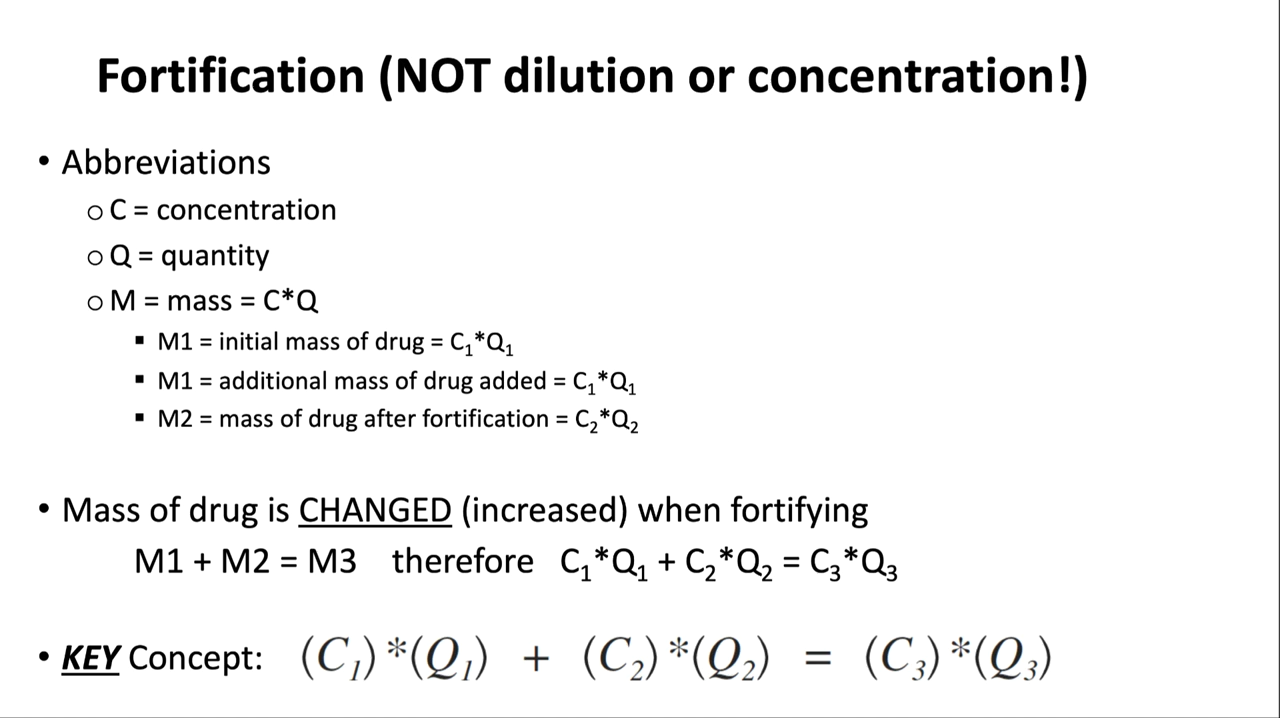 Fortification (NOT dilution or concentration!)
• Abbreviations
o C = concentration
o Q = quantity
o M = mass = C*Q
▪ M1 = initial mass of drug = C₁*Q₁
▪ M1 = additional mass of drug added = C₁*Q₁
▪ M2 = mass of drug after fortification = C₂*Q₂
• Mass of drug is CHANGED (increased) when fortifying
M1 + M2 = M3 therefore C₁*Q₁ + C₂*Q₂ = C₃*Q₃
• KEY Concept: (C₁)*(Q₁) + (C₂)*(Q₂) = (C₃)*(Q₃)